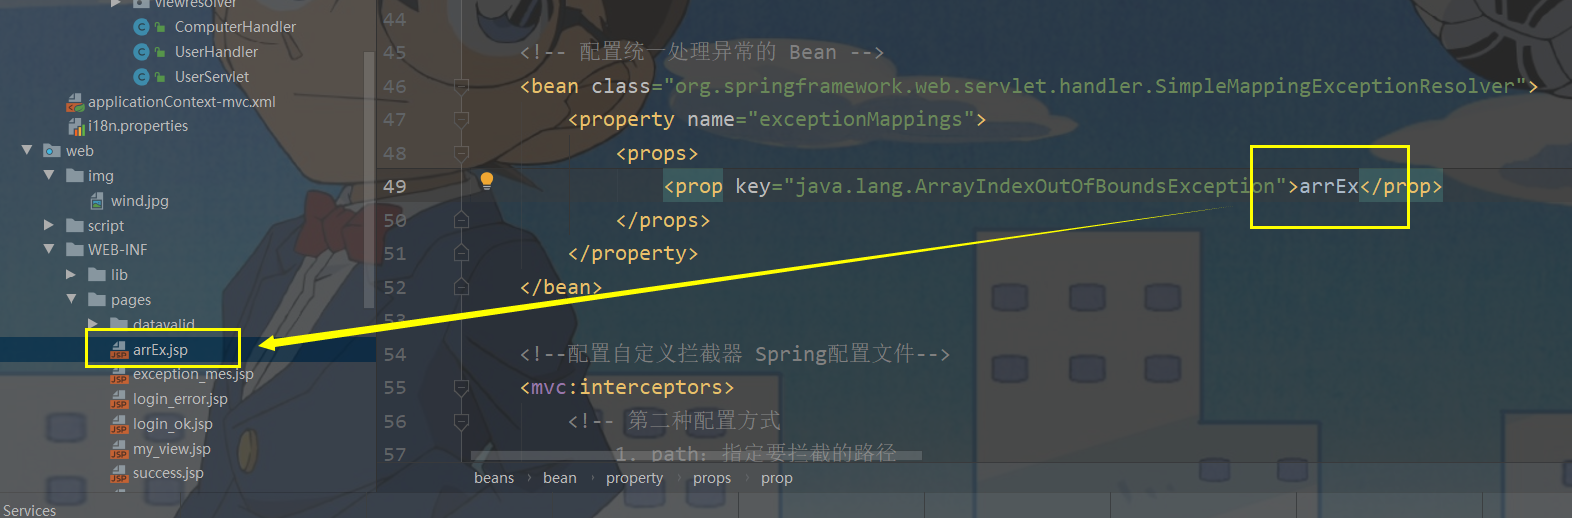 viewresolver
ComputerHandler
UserHandler
UserServlet
applicationContext-mvc.xml
i18n.properties
web
img
wind.jpg
script
WEB-INF
lib
pages
datavalid
arrEx.jsp
exception_mes.jsp
login_error.jsp
login_ok.jsp
my_view.jsp
success.jsp
Services
44
45 <!-- 配置统一处理异常的 Bean -->
46 <bean class="org.springframework.web.servlet.handler.SimpleMappingExceptionResolver">
47 <property name="exceptionMappings">
48 <props>
49 <prop key="java.lang.ArrayIndexOutOfBoundsException">arrEx</prop>
50 </props>
51 </property>
52 </bean>
53
54 <!--配置自定义拦截器 Spring配置文件-->
55 <mvc:interceptors>
56 <!-- 第二种配置方式
57 1. path: 指定要拦截的路径
beans › bean › property › props › prop